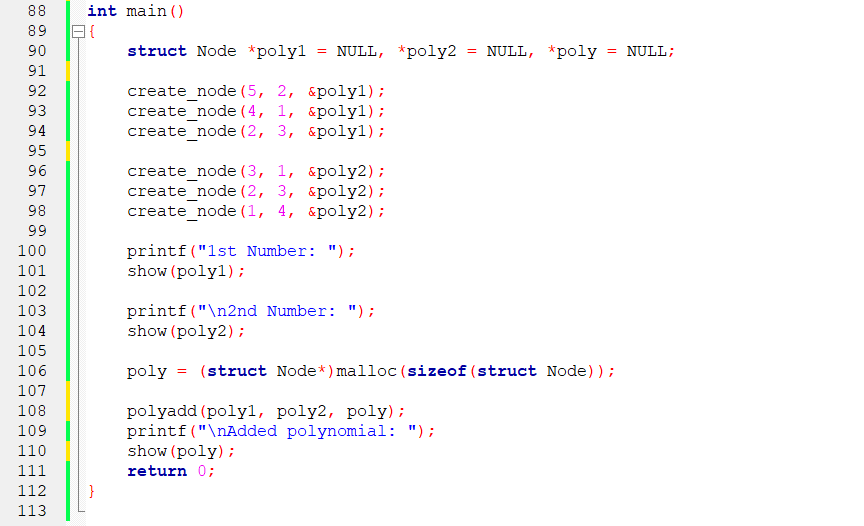 88 int main()
89 {
90 struct Node *poly1 = NULL, *poly2 = NULL, *poly = NULL;
91
92 create_node(5, 2, &poly1);
93 create_node(4, 1, &poly1);
94 create_node(2, 3, &poly1);
95
96 create_node(3, 1, &poly2);
97 create_node(2, 3, &poly2);
98 create_node(1, 4, &poly2);
99
100 printf("1st Number: ");
101 show(poly1);
102
103 printf("\n2nd Number: ");
104 show(poly2);
105
106 poly = (struct Node*)malloc(sizeof(struct Node));
107
108 polyadd(poly1, poly2, poly);
109 printf("\nAdded polynomial: ");
110 show(poly);
111 return 0;
112 }
113